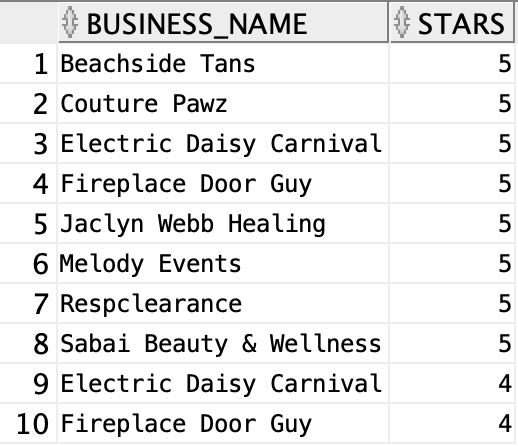 BUSINESS_NAME STARS
1 Beachside Tans 5
2 Couture Pawz 5
3 Electric Daisy Carnival 5
4 Fireplace Door Guy 5
5 Jaclyn Webb Healing 5
6 Melody Events 5
7 Respclearance 5
8 Sabai Beauty & Wellness 5
9 Electric Daisy Carnival 4
10 Fireplace Door Guy 4